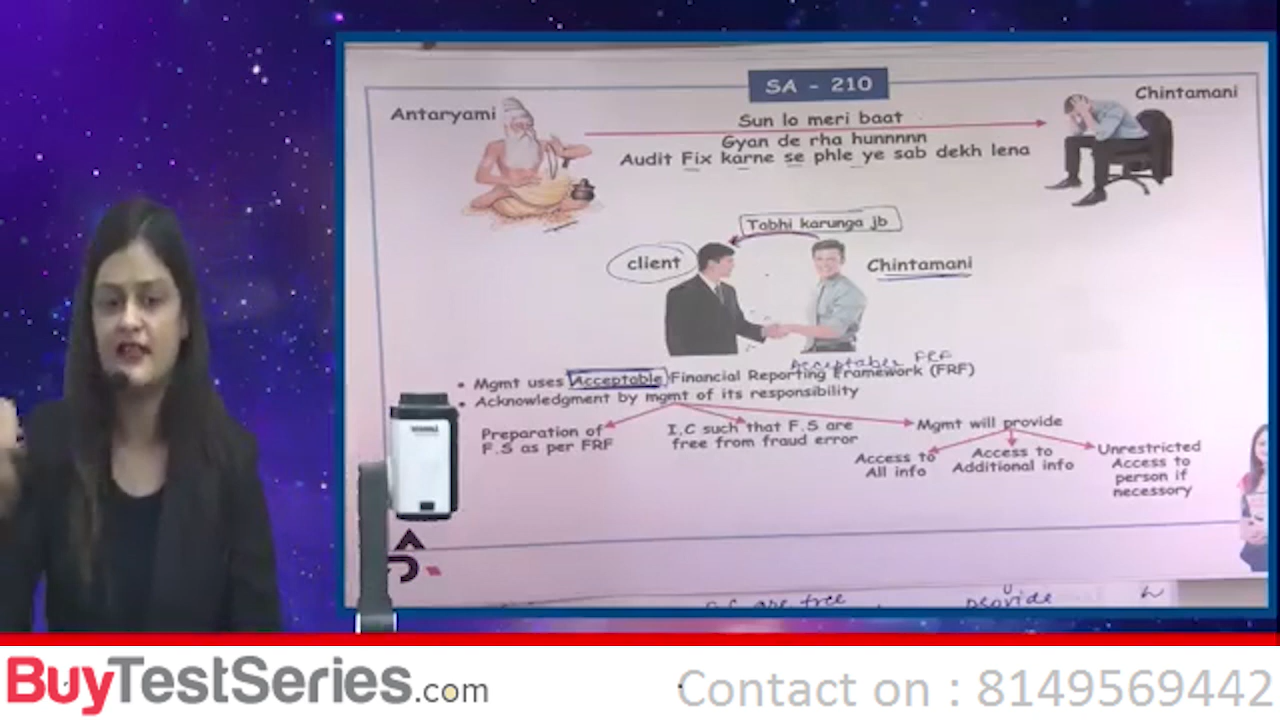 SA - 210
Antaryami
Chintamani
Sun lo meri baat
Gyan de rha hunnnnn
Audit Fix karne se phle ye sab dekh lena
Tabhi karunga jb
client
Chintamani
FRF
• Mgmt uses Acceptable Financial Reporting Framework (FRF)
• Acknowledgment by mgmt of its responsibility
Preparation of
F.S as per FRF
I.C such that F.S are
free from fraud error
Mgmt will provide
Access to
All info
Access to
Additional info
Unrestricted
Access to
person if
necessary
are free
provide
BuyTestSeries.com
Contact on : 8149569442